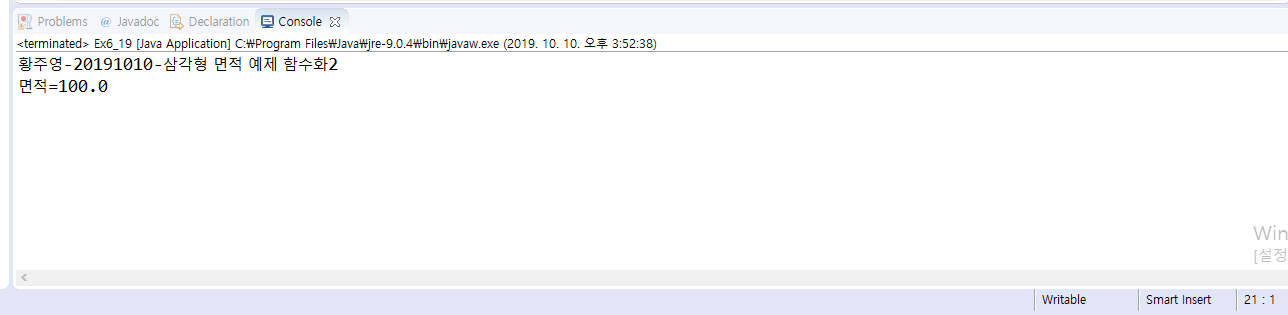 Problems @ Javadoc Declaration Console
<terminated> Ex6_19 [Java Application] C:₩Program Files₩Java₩jre-9.0.4₩bin₩javaw.exe (2019. 10. 10. 오후 3:52:38)
황주영-20191010-삼각형 면적 예제 함수화2
면적=100.0
Win
[설정
Writable Smart Insert 21 : 1